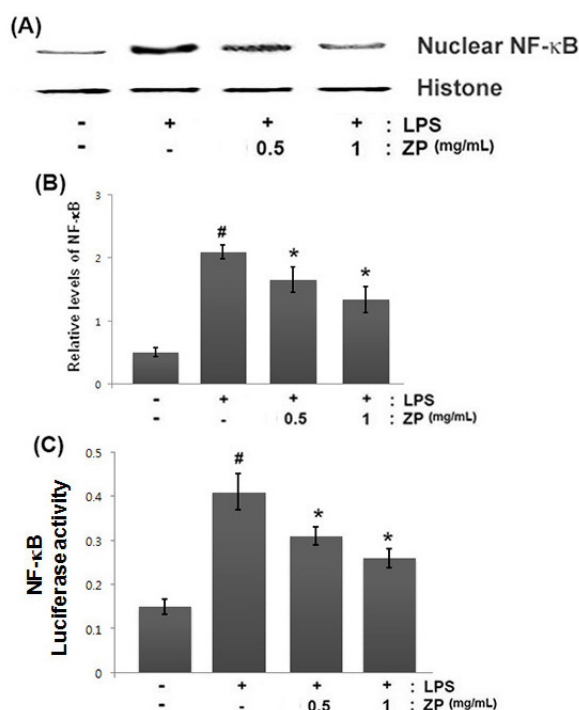 (A)
Nuclear NF-κB
Histone
- + + + : LPS
- - 0.5 1 : ZP (mg/mL)
(B)
Relative levels of NF-κB
3
2
1
0
# * *
- + + + : LPS
- - 0.5 1 : ZP (mg/mL)
(C)
NF-κB
Luciferase activity
0.5
0.4
0.3
0.2
0.1
0
# * *
- + + + : LPS
- - 0.5 1 : ZP (mg/mL)